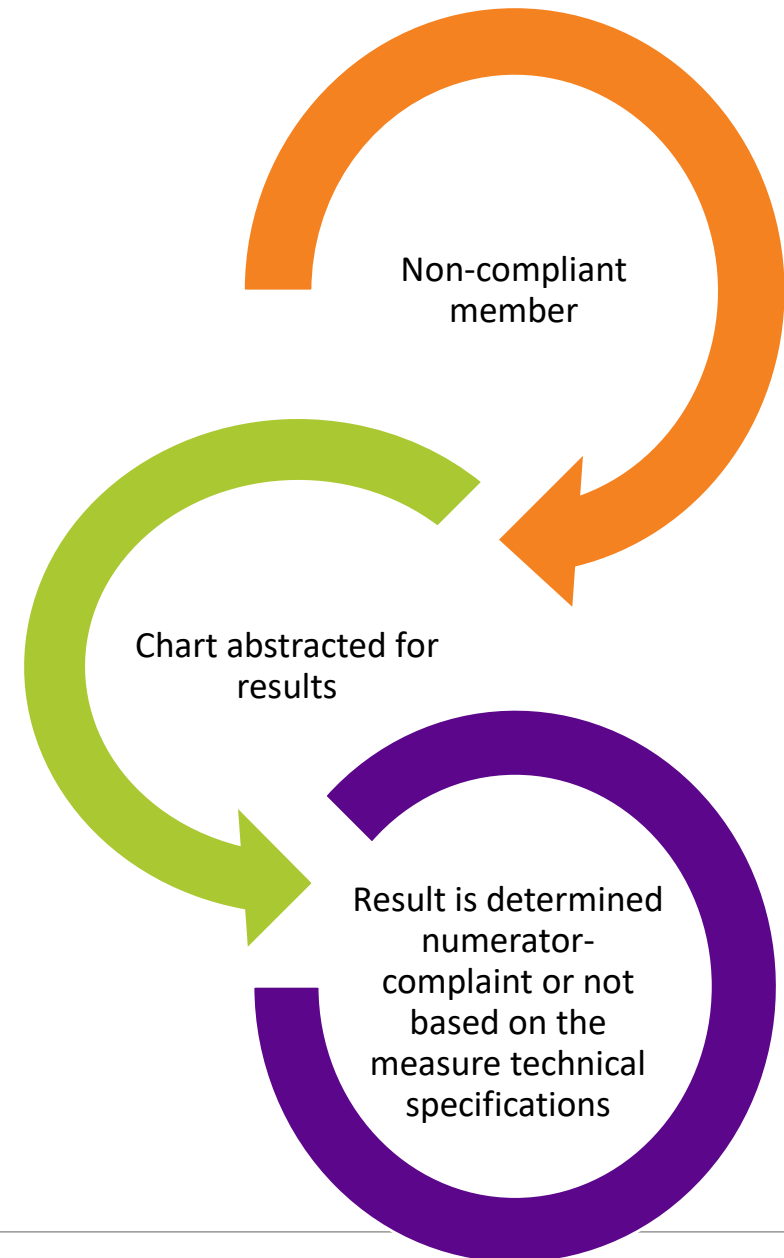 Non-compliant
member
Chart abstracted for
results
Result is determined
numerator-
complaint or not
based on the
measure technical
specifications